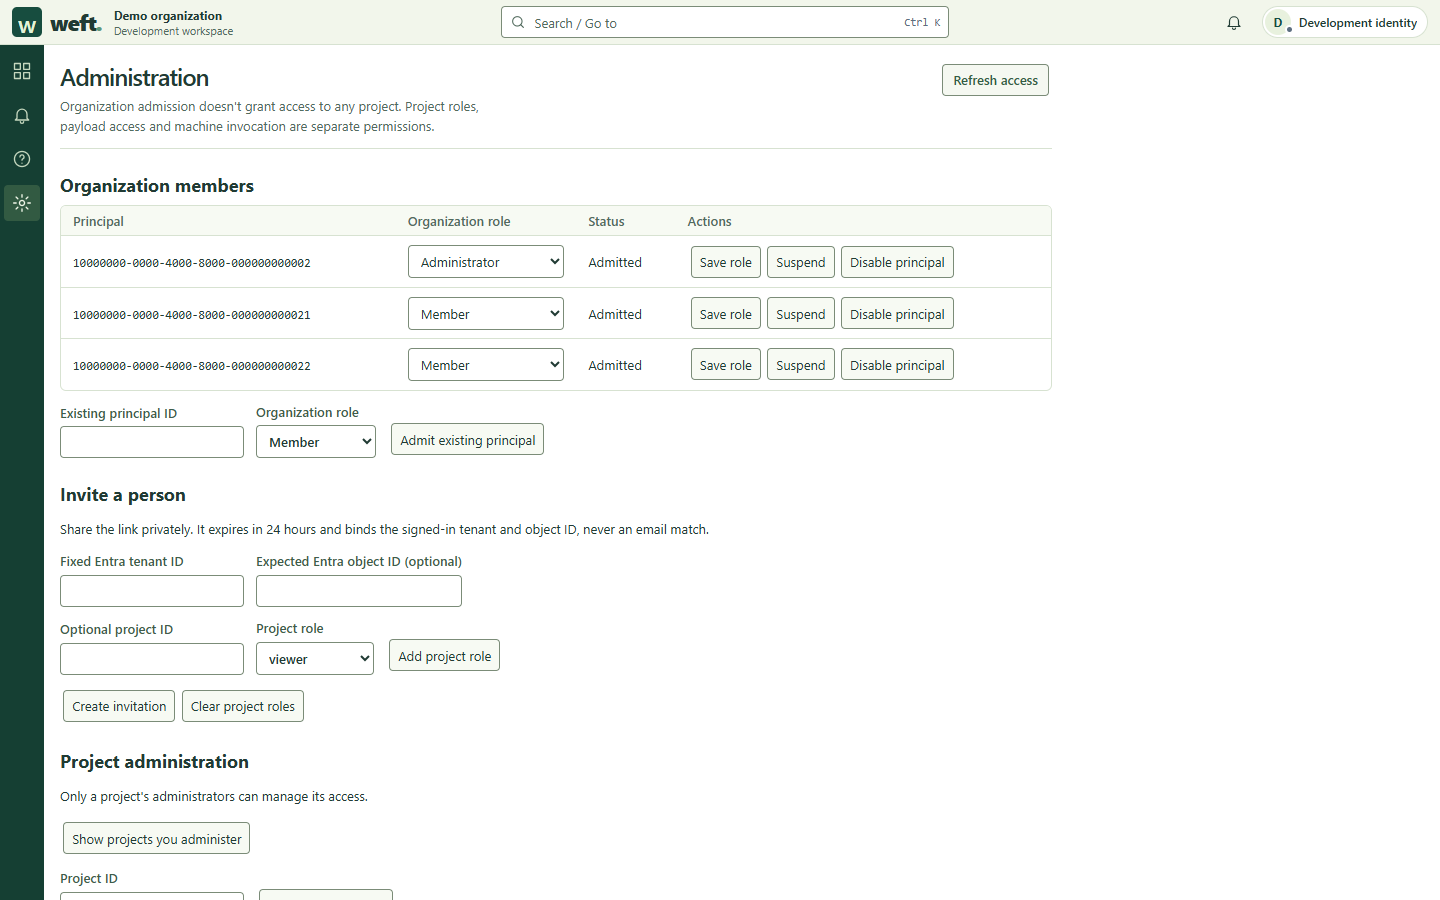 w weft. Demo organization
Development workspace
Search / Go to Ctrl K
D Development identity
Administration
Refresh access
Organization admission doesn't grant access to any project. Project roles,
payload access and machine invocation are separate permissions.
Organization members
Principal Organization role Status Actions
10000000-0000-4000-8000-000000000002 Administrator Admitted Save role Suspend Disable principal
10000000-0000-4000-8000-000000000021 Member Admitted Save role Suspend Disable principal
10000000-0000-4000-8000-000000000022 Member Admitted Save role Suspend Disable principal
Existing principal ID Organization role
Member Admit existing principal
Invite a person
Share the link privately. It expires in 24 hours and binds the signed-in tenant and object ID, never an email match.
Fixed Entra tenant ID Expected Entra object ID (optional)
Optional project ID Project role
viewer Add project role
Create invitation Clear project roles
Project administration
Only a project's administrators can manage its access.
Show projects you administer
Project ID